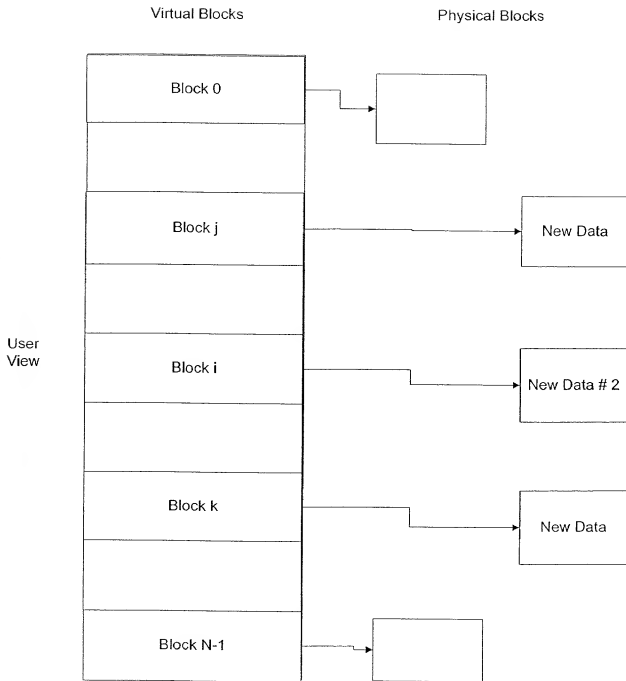 Virtual Blocks
Physical Blocks
Block 0
Block j
New Data
User
View
Block i
New Data # 2
Block k
New Data
Block N-1